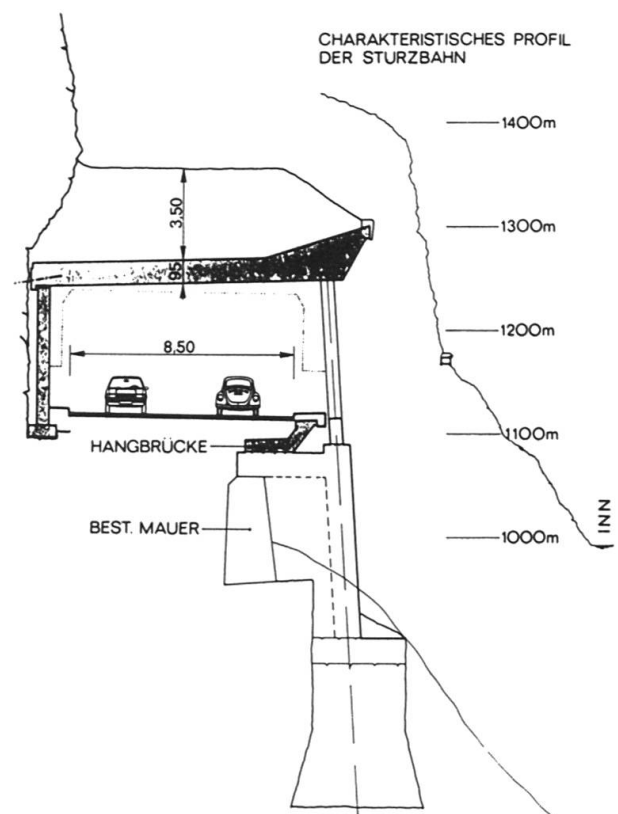 CHARAKTERISTISCHES PROFIL
DER STURZBAHN
1400m
3,50
1300m
95
1200m
8,50
1100m
HANGBRÜCKE
BEST. MAUER
1000m
INN